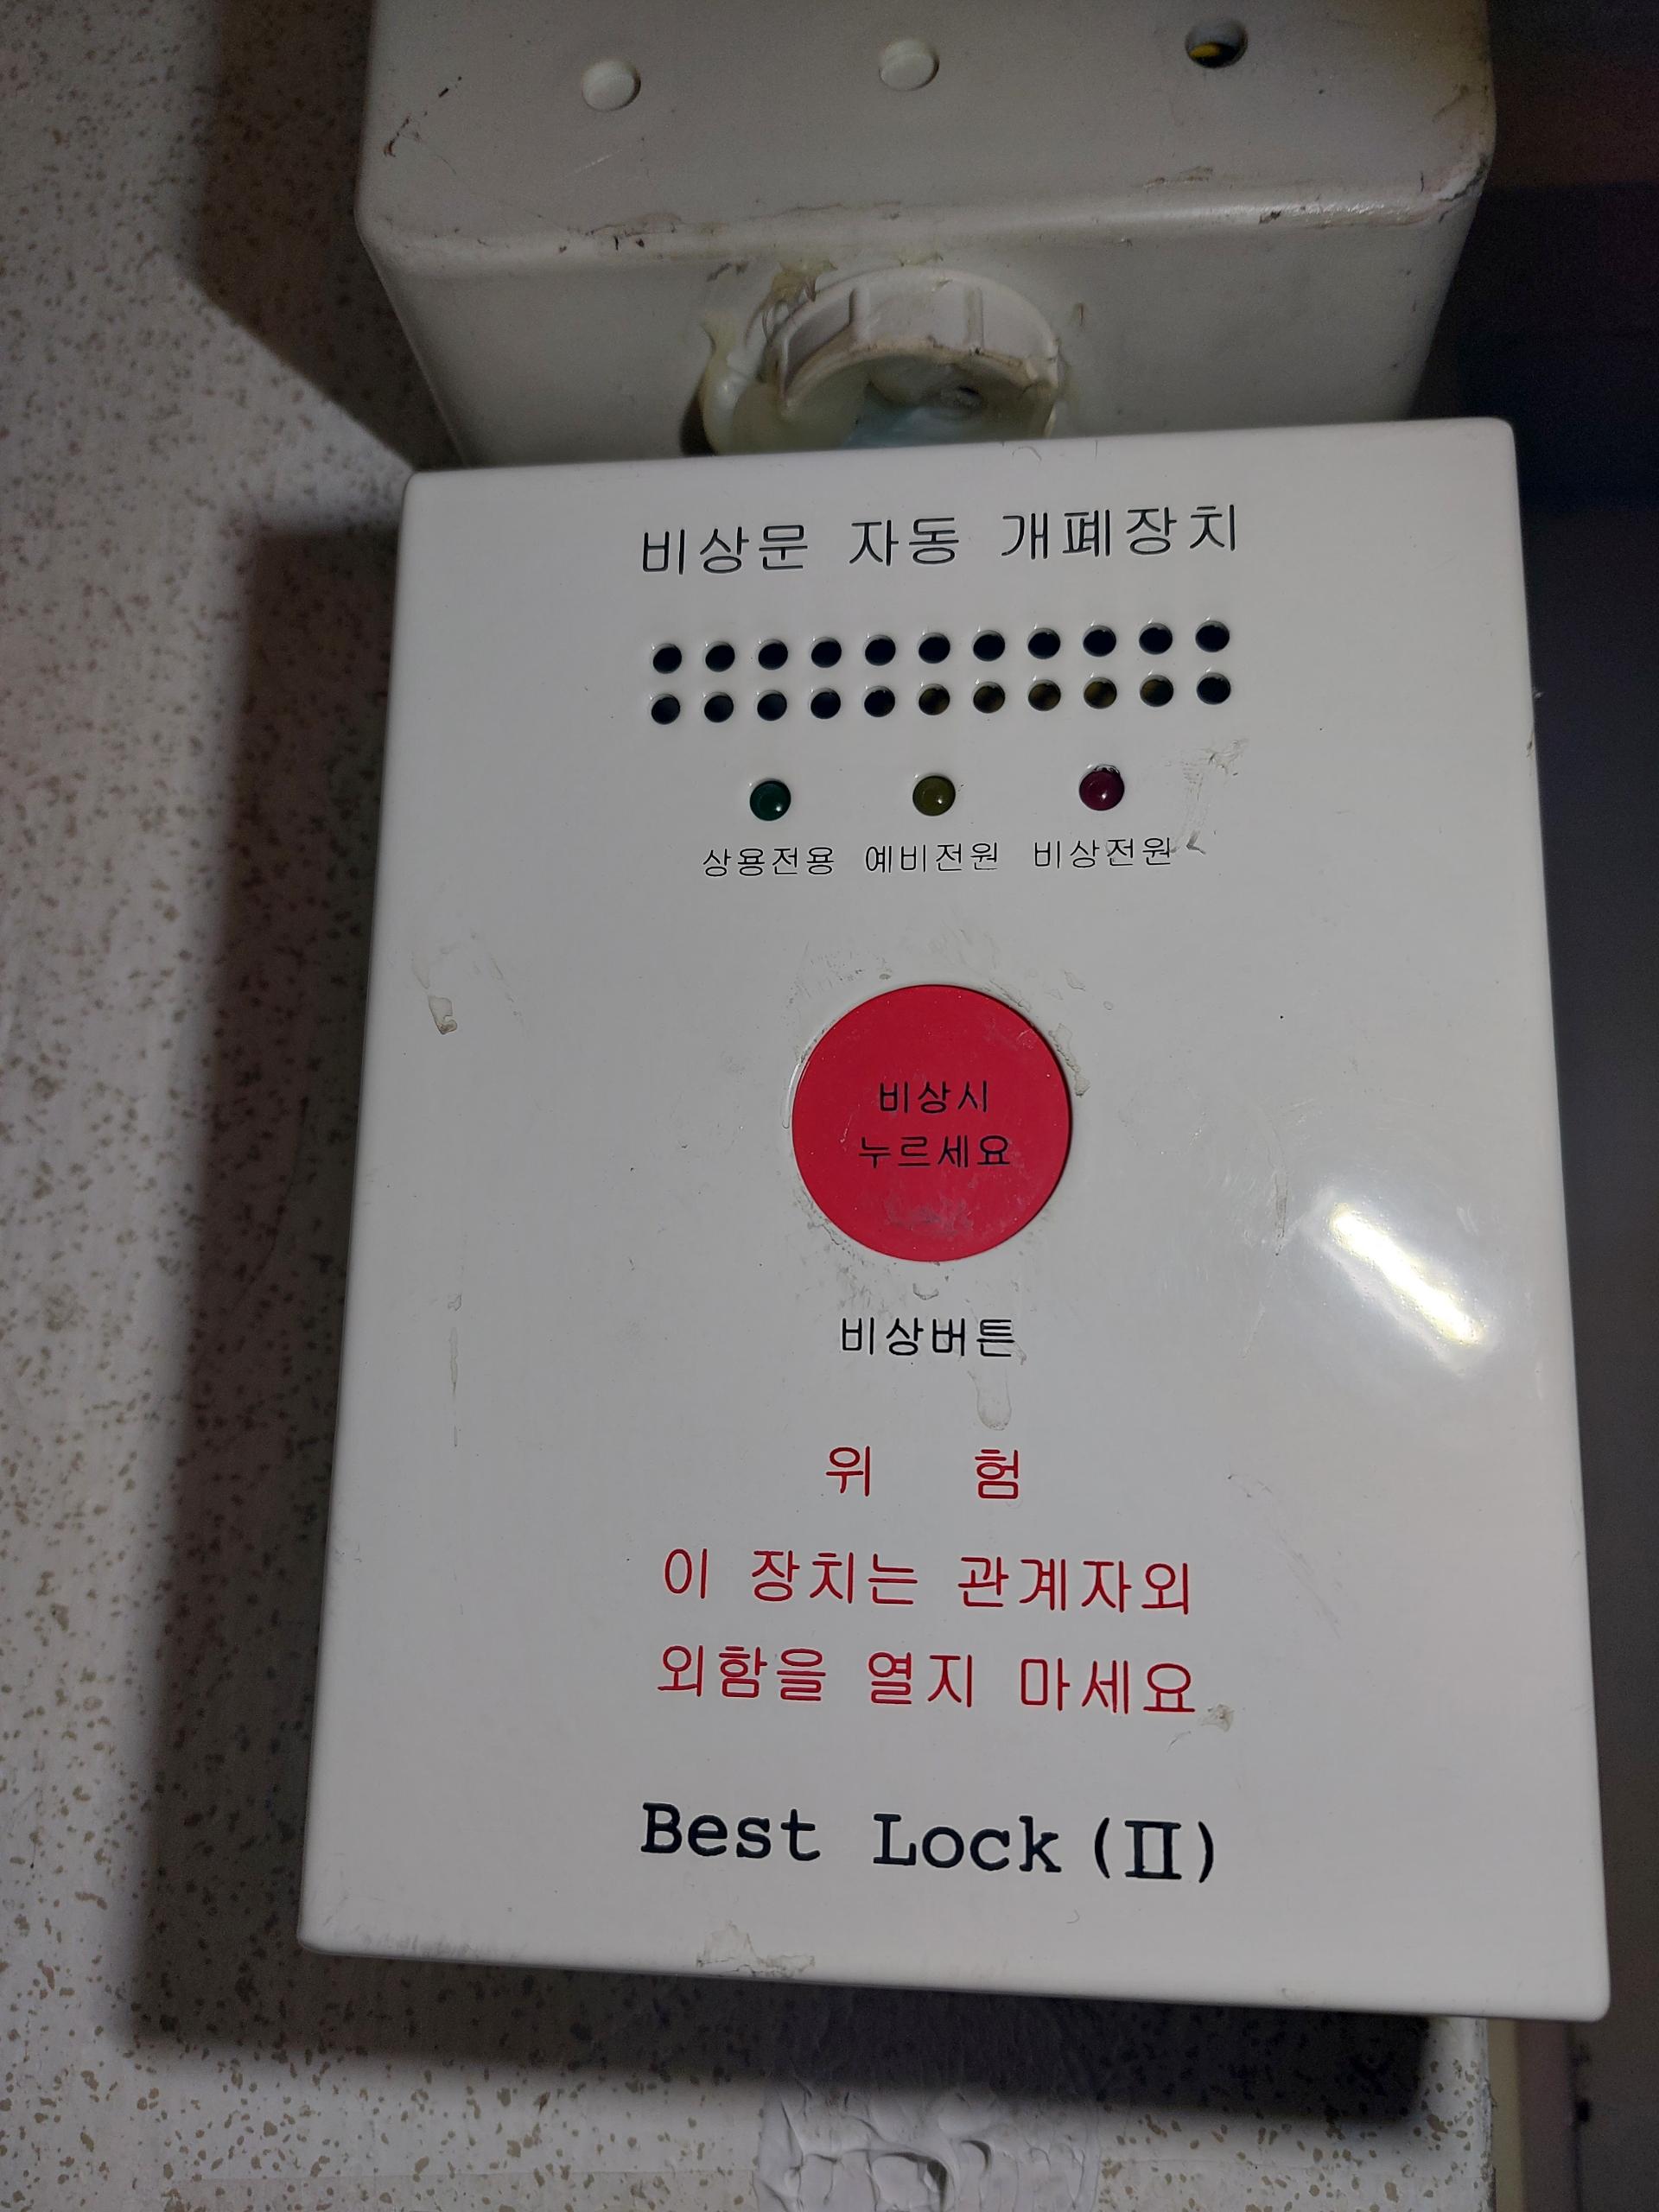 비상문 자동 개폐장치
상용전용 예비전원 비상전원
비상시
누르세요
비상버튼
위 험
이 장치는 관계자외
외함을 열지 마세요
Best Lock (Ⅱ)